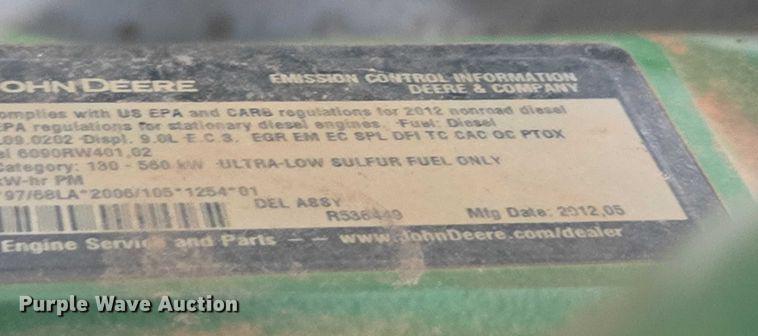 JOHN DEERE EMISSION CONTROL INFORMATION
DEERE & COMPANY
omplies with US EPA and CARB regulations for 2012 nonroad diesel
EPA regulations for stationary diesel engines. Fuel: Diesel
L09.0202 Displ. 9.0L E.C.S. EGR EM EC SPL DFI TC CAC OC PTOX
el 6090RW401.02
Category: 130 - 560 kW ULTRA-LOW SULFUR FUEL ONLY
kW-hr PM
*97/68LA*2006/105*1254*01
DEL ASSY
R536449 Mfg Date: 2012.05
Engine Service and Parts -- www.JohnDeere.com/dealer
Purple Wave Auction